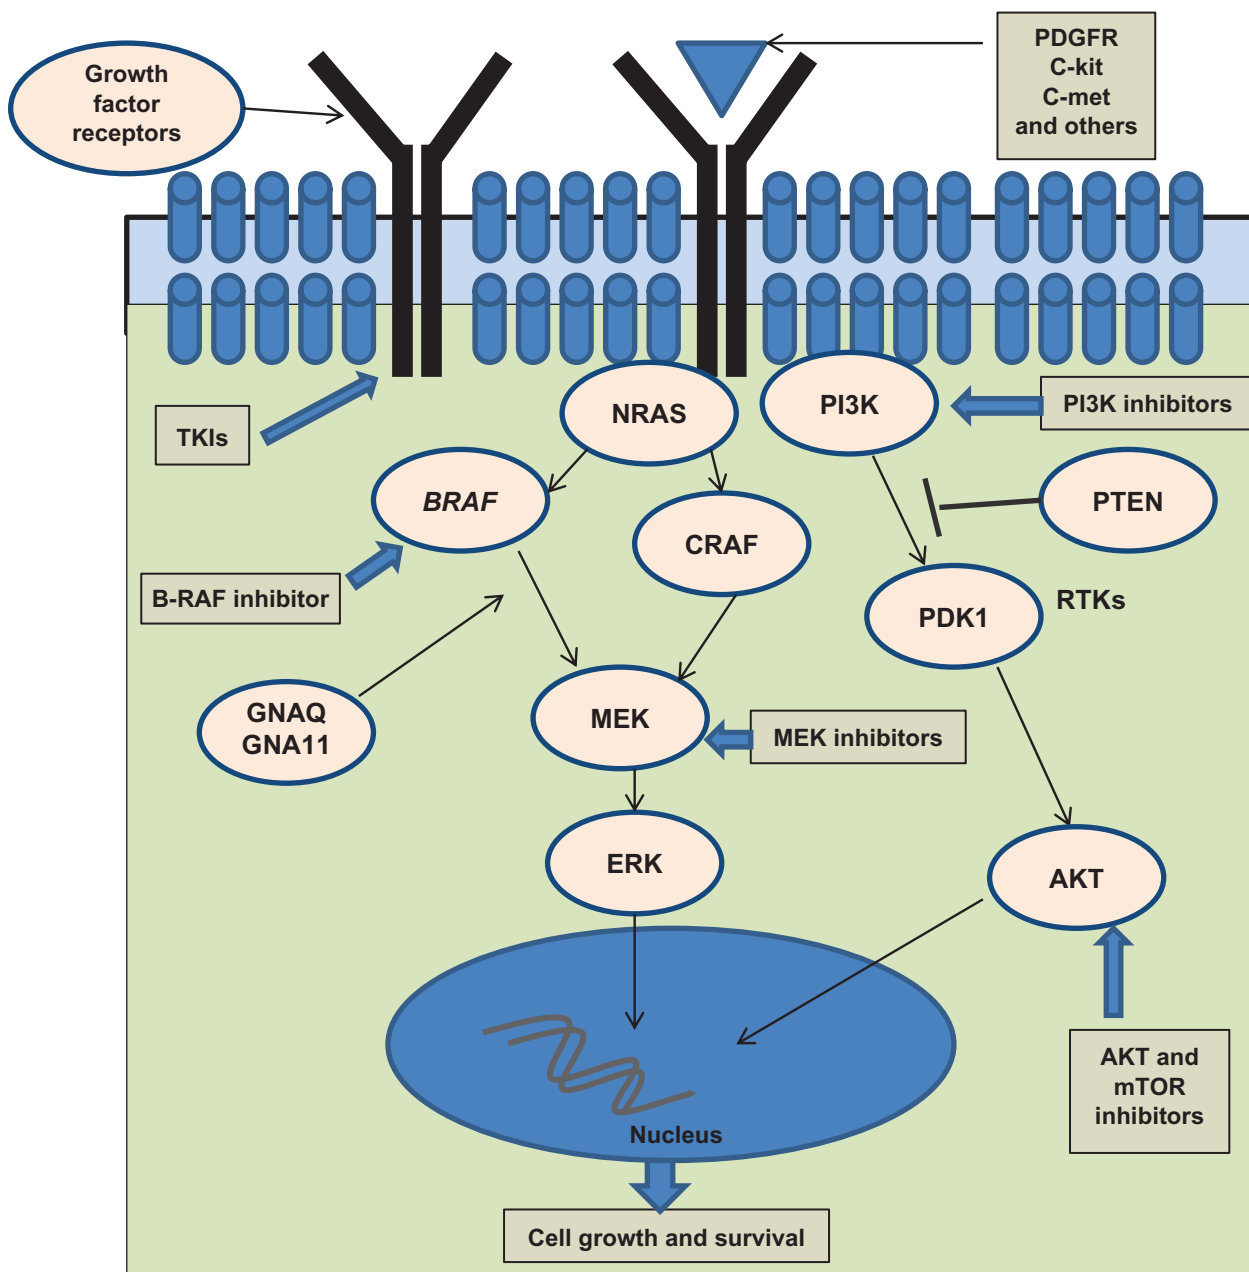 Growth
factor
receptors
PDGFR
C-kit
C-met
and others
TKIs
NRAS
PI3K
PI3K inhibitors
BRAF
CRAF
PTEN
B-RAF inhibitor
PDK1
RTKs
GNAQ
GNA11
MEK
MEK inhibitors
ERK
AKT
AKT and
mTOR
inhibitors
Nucleus
Cell growth and survival